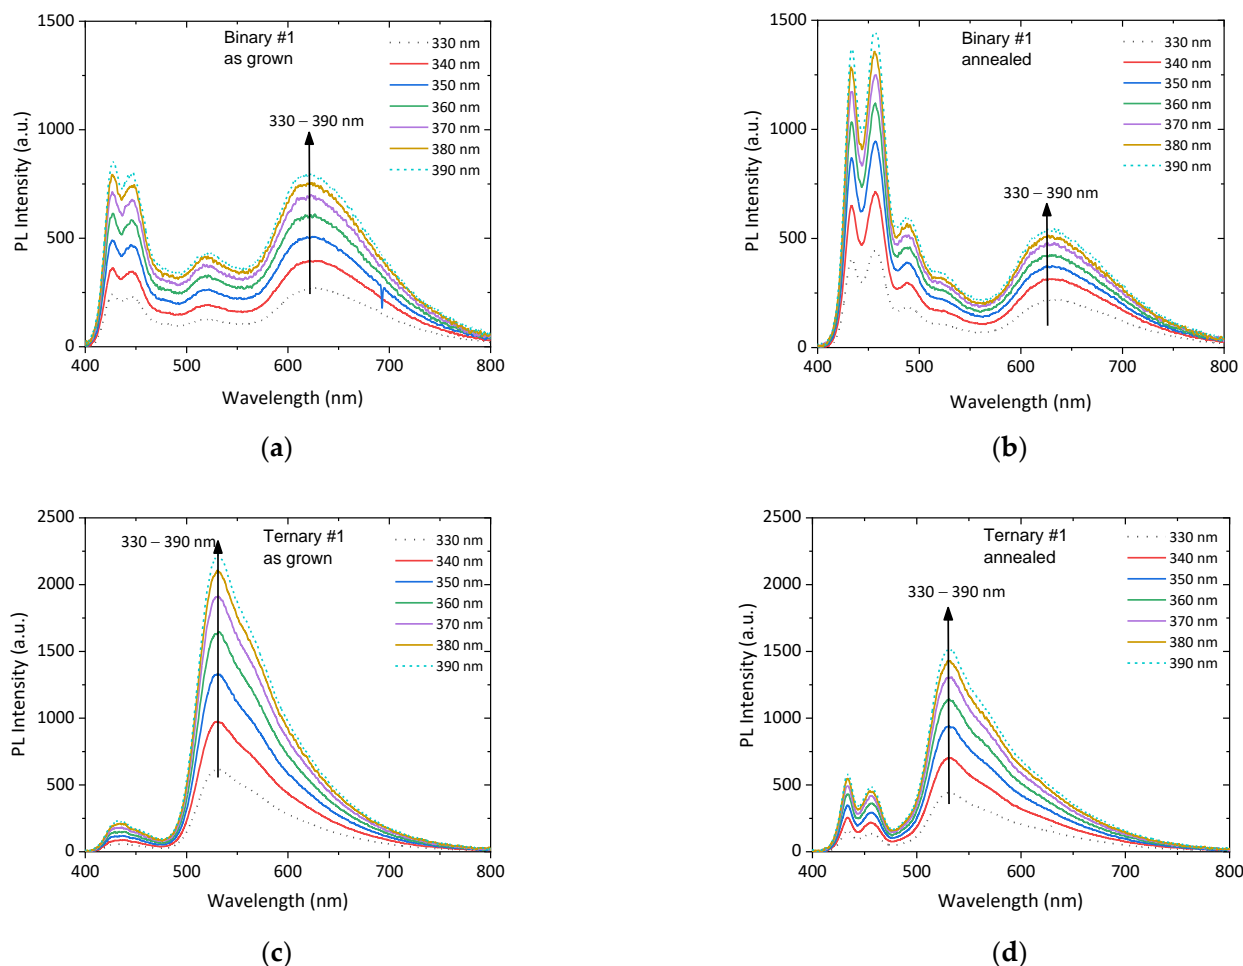 Binary #1
as grown
330 nm
340 nm
350 nm
360 nm
370 nm
380 nm
390 nm
330 – 390 nm
1500
1000
500
0
400
500
600
700
800
PL Intensity (a.u.)
Wavelength (nm)
(a)
Binary #1
annealed
330 nm
340 nm
350 nm
360 nm
370 nm
380 nm
390 nm
330 – 390 nm
1500
1000
500
0
400
500
600
700
800
PL Intensity (a.u.)
Wavelength (nm)
(b)
Ternary #1
as grown
330 nm
340 nm
350 nm
360 nm
370 nm
380 nm
390 nm
330 – 390 nm
2500
2000
1500
1000
500
0
400
500
600
700
800
PL Intensity (a.u.)
Wavelength (nm)
(c)
Ternary #1
annealed
330 nm
340 nm
350 nm
360 nm
370 nm
380 nm
390 nm
330 – 390 nm
2500
2000
1500
1000
500
0
400
500
600
700
800
PL Intensity (a.u.)
Wavelength (nm)
(d)